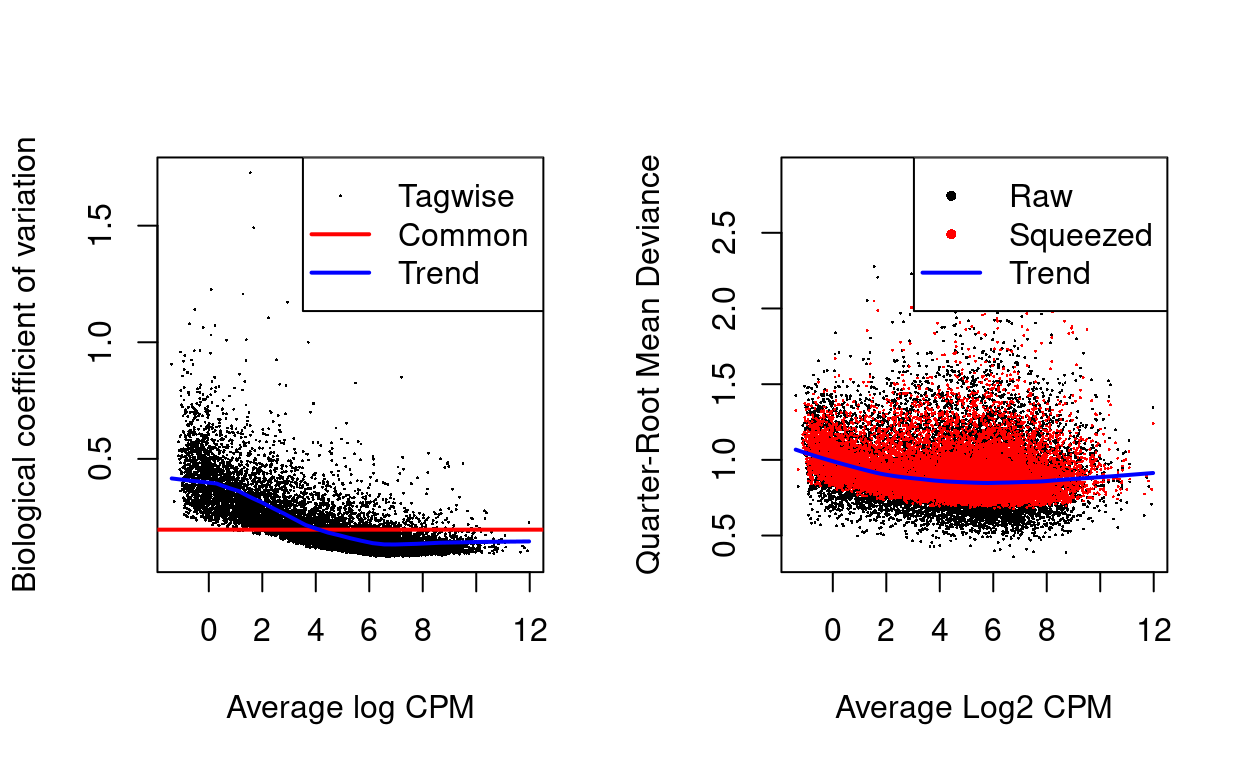 Biological coefficient of variation
1.5
1.0
0.5
Tagwise
Common
Trend
0 2 4 6 8 12
Average log CPM
Quarter-Root Mean Deviance
2.5
2.0
1.5
1.0
0.5
Raw
Squeezed
Trend
0 2 4 6 8 12
Average Log2 CPM